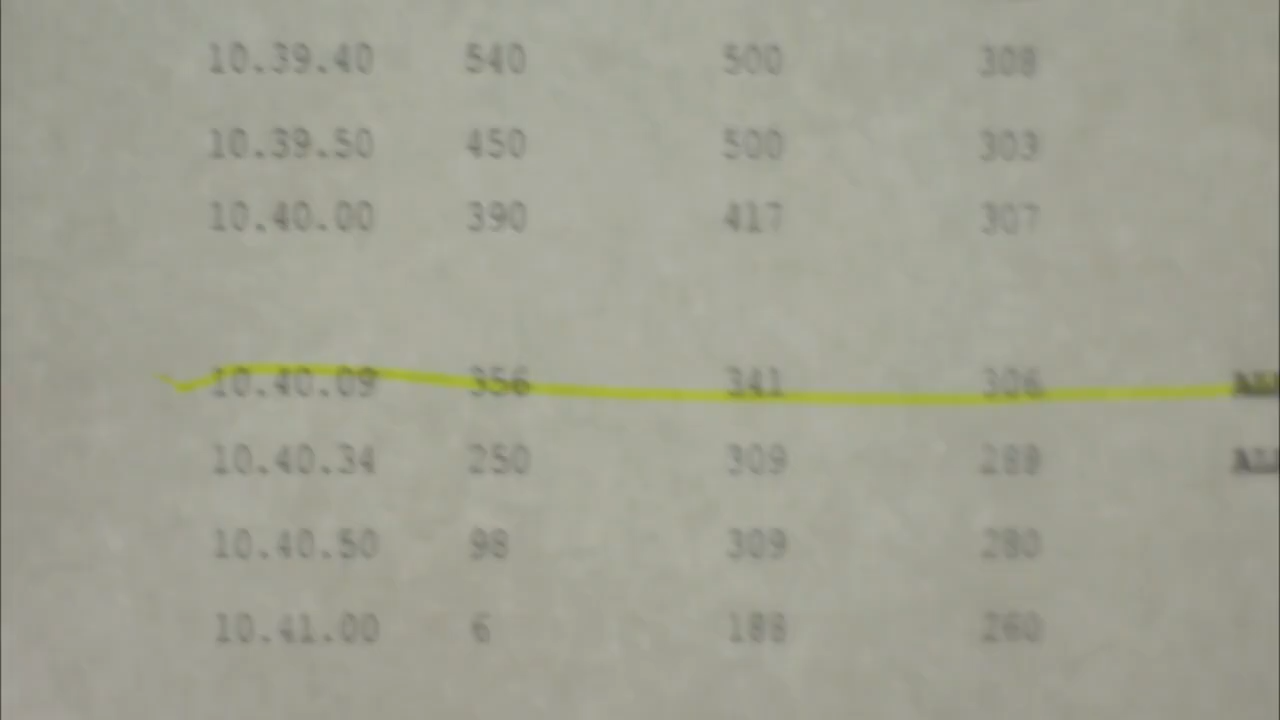 10.39.40 540 500 308
10.39.50 450 500 303
10.40.00 390 417 307
10.40.09 356 341 306
10.40.34 250 309 280
10.40.50 98 309 280
10.41.00 6 188 260